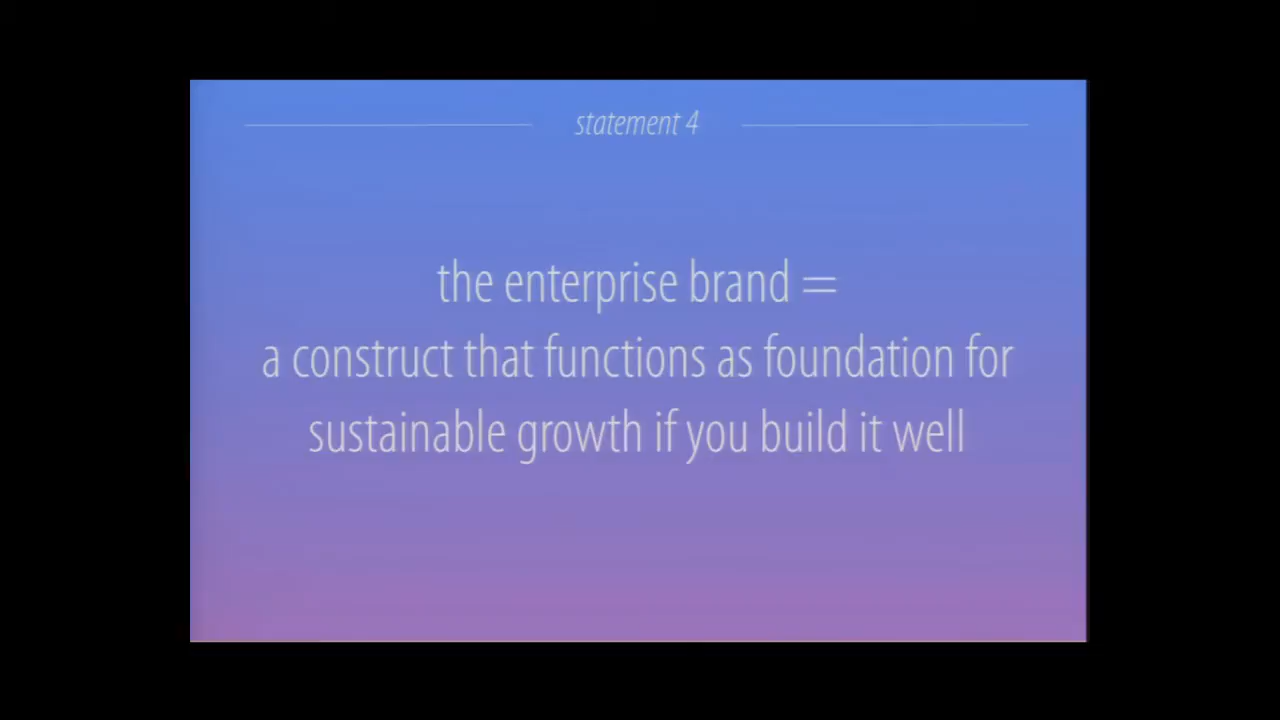 statement 4
the enterprise brand =
a construct that functions as foundation for
sustainable growth if you build it well